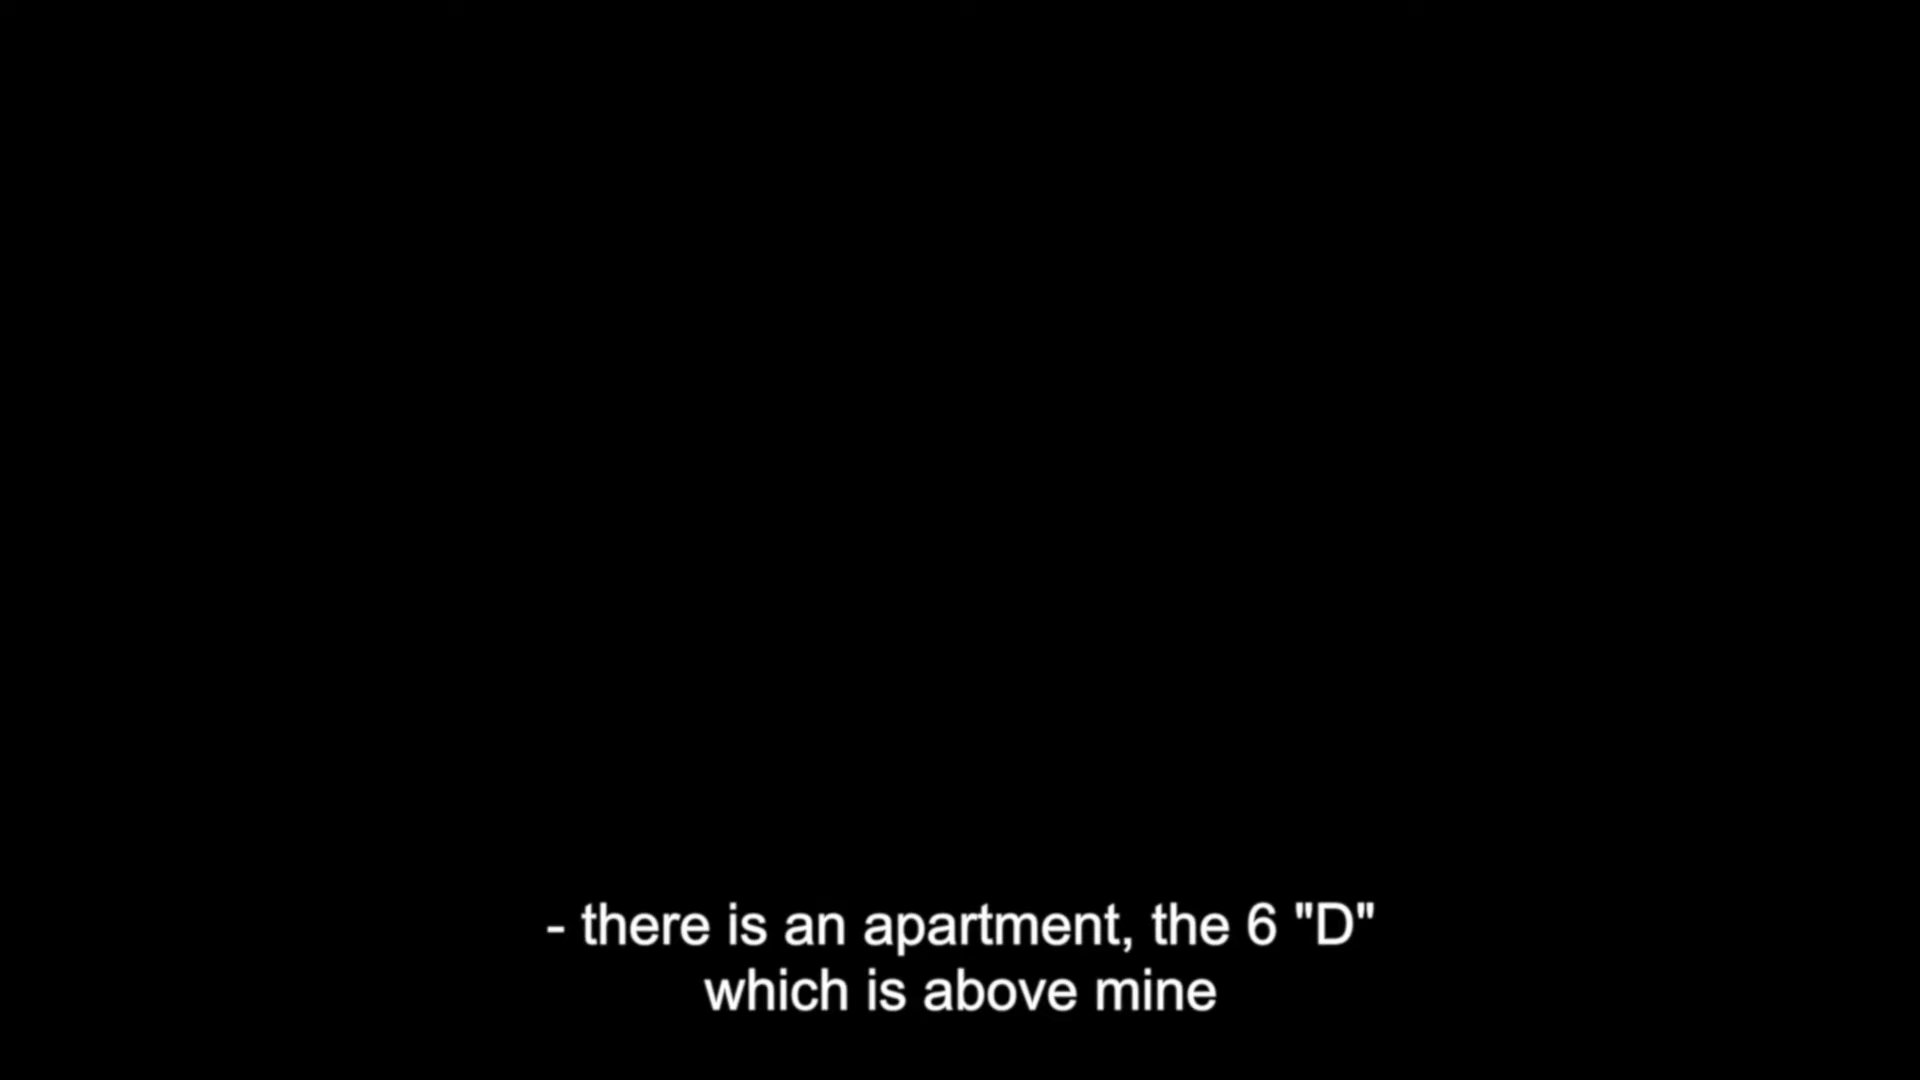 - there is an apartment, the 6 "D"
which is above mine